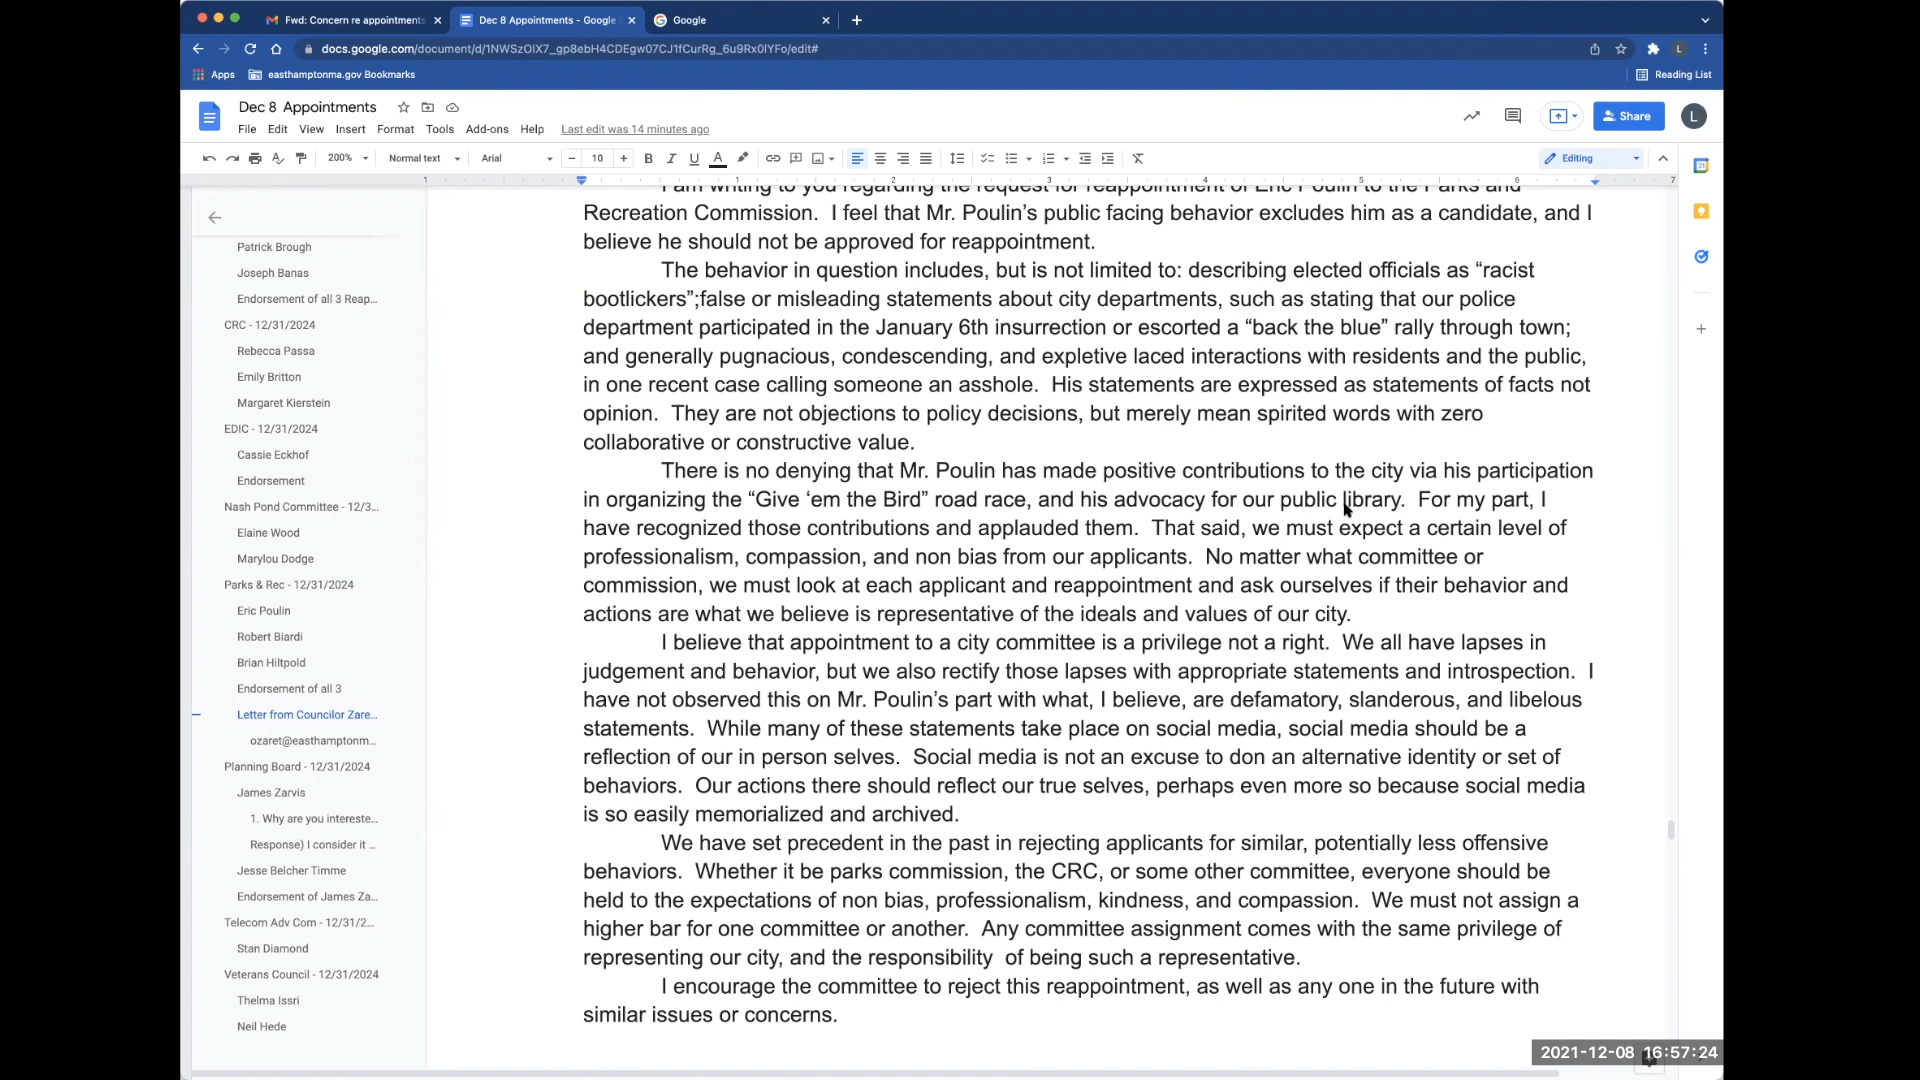 Fwd: Concern re appointments
Dec 8 Appointments - Google
Google
docs.google.com/document/d/1NWSzOIX7_gp8ebH4CDEgw07CJ1fCurRg_6u9Rx0IYFo/edit#
Apps
easthamptonma.gov Bookmarks
Reading List
Dec 8 Appointments
File Edit View Insert Format Tools Add-ons Help Last edit was 14 minutes ago
Share
L
200% Normal text Arial 10 Editing
1 1 2 3 4 5 6 7
Patrick Brough
Joseph Banas
Endorsement of all 3 Reap...
CRC - 12/31/2024
Rebecca Passa
Emily Britton
Margaret Kierstein
EDIC - 12/31/2024
Cassie Eckhof
Endorsement
Nash Pond Committee - 12/3...
Elaine Wood
Marylou Dodge
Parks & Rec - 12/31/2024
Eric Poulin
Robert Biardi
Brian Hiltpold
Endorsement of all 3
Letter from Councilor Zare...
ozaret@easthamptonm...
Planning Board - 12/31/2024
James Zarvis
1. Why are you intereste...
Response) I consider it ...
Jesse Belcher Timme
Endorsement of James Za...
Telecom Adv Com - 12/31/2...
Stan Diamond
Veterans Council - 12/31/2024
Thelma Issri
Neil Hede
I am writing to you regarding the request for reappointment of Eric Poulin to the Parks and
Recreation Commission.  I feel that Mr. Poulin’s public facing behavior excludes him as a candidate, and I
believe he should not be approved for reappointment.
The behavior in question includes, but is not limited to: describing elected officials as “racist
bootlickers”;false or misleading statements about city departments, such as stating that our police
department participated in the January 6th insurrection or escorted a “back the blue” rally through town;
and generally pugnacious, condescending, and expletive laced interactions with residents and the public,
in one recent case calling someone an asshole.  His statements are expressed as statements of facts not
opinion.  They are not objections to policy decisions, but merely mean spirited words with zero
collaborative or constructive value.
There is no denying that Mr. Poulin has made positive contributions to the city via his participation
in organizing the “Give ‘em the Bird” road race, and his advocacy for our public library.  For my part, I
have recognized those contributions and applauded them.  That said, we must expect a certain level of
professionalism, compassion, and non bias from our applicants.  No matter what committee or
commission, we must look at each applicant and reappointment and ask ourselves if their behavior and
actions are what we believe is representative of the ideals and values of our city.
I believe that appointment to a city committee is a privilege not a right.  We all have lapses in
judgement and behavior, but we also rectify those lapses with appropriate statements and introspection.  I
have not observed this on Mr. Poulin’s part with what, I believe, are defamatory, slanderous, and libelous
statements.  While many of these statements take place on social media, social media should be a
reflection of our in person selves.  Social media is not an excuse to don an alternative identity or set of
behaviors.  Our actions there should reflect our true selves, perhaps even more so because social media
is so easily memorialized and archived.
We have set precedent in the past in rejecting applicants for similar, potentially less offensive
behaviors.  Whether it be parks commission, the CRC, or some other committee, everyone should be
held to the expectations of non bias, professionalism, kindness, and compassion.  We must not assign a
higher bar for one committee or another.  Any committee assignment comes with the same privilege of
representing our city, and the responsibility  of being such a representative.
I encourage the committee to reject this reappointment, as well as any one in the future with
similar issues or concerns.
2021-12-08 16:57:24